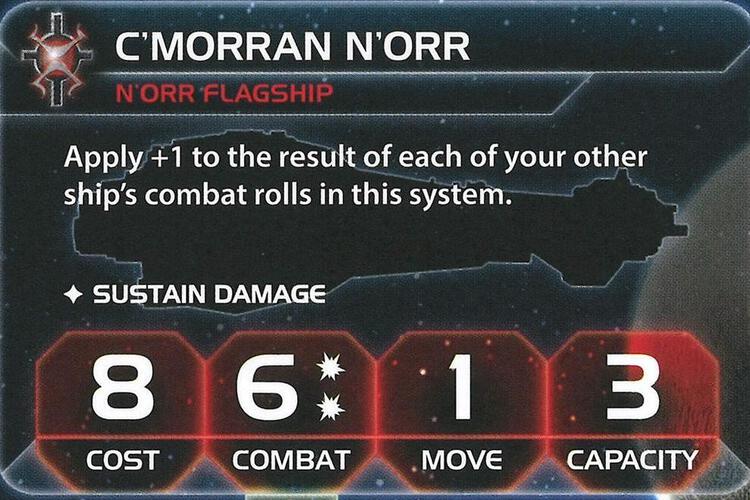 C'MORRAN N'ORR
N'ORR FLAGSHIP
Apply +1 to the result of each of your other
ship's combat rolls in this system.
SUSTAIN DAMAGE
8 6 1 3
COST COMBAT MOVE CAPACITY